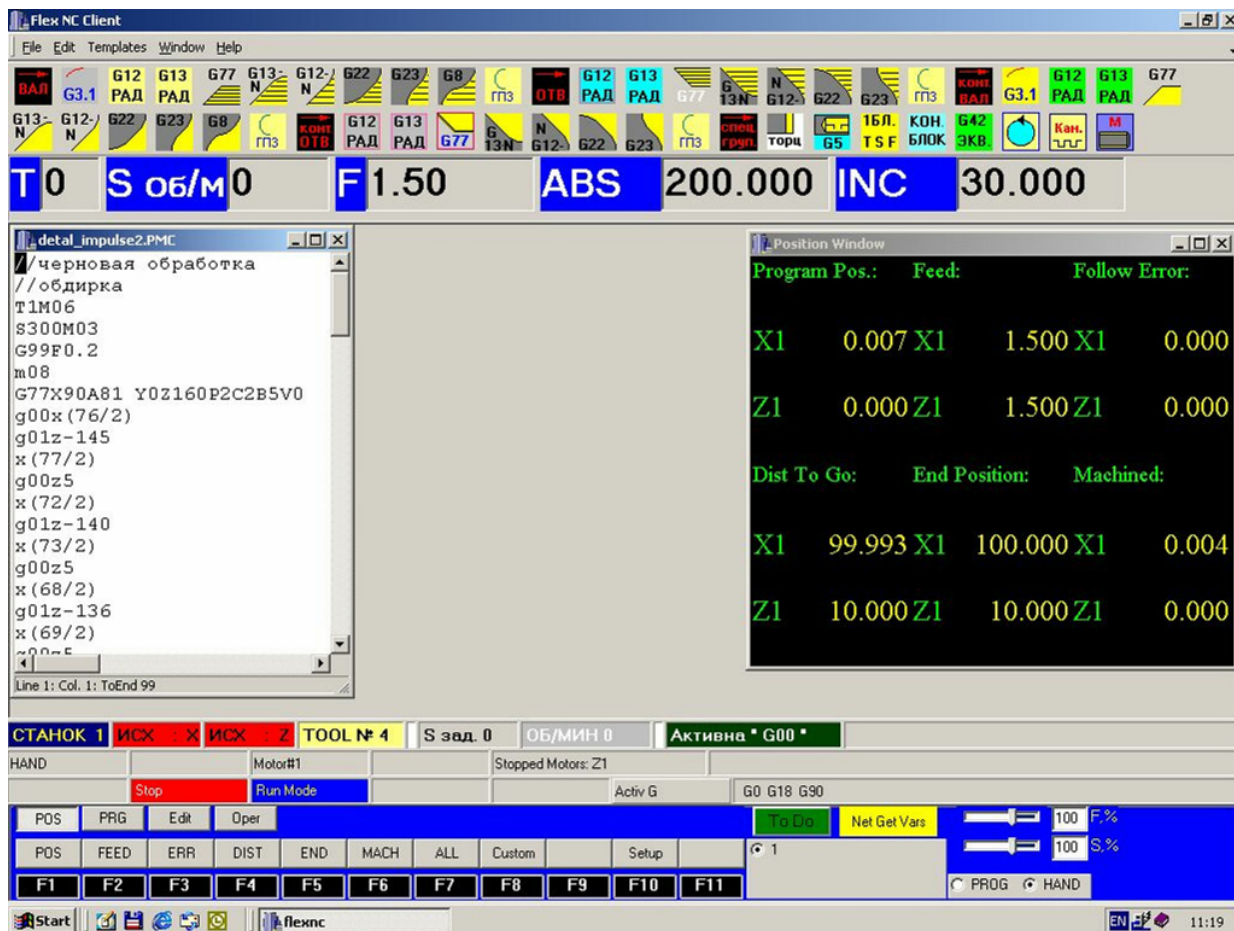 Flex NC Client
File Edit Templates Window Help
ВАЛ G3.1 G12 РАД G13 РАД G77 G13- N G12- N G22 G23 G8 ГПЗ ОТВ G12 РАД G13 РАД G77 G 13N N G12- G22 G23 ГПЗ КОНТ ВАЛ G3.1 G12 РАД G13 РАД G77
G13- N G12- N G22 G23 G8 ГПЗ КОНТ ОТВ G12 РАД G13 РАД G77 G 13N N G12- G22 G23 ГПЗ спец груп. торц G5 1БЛ. T S F КОН. БЛОК G42 ЭКВ. Кан. M
T 0 S об/м 0 F 1.50 ABS 200.000 INC 30.000
detal_impulse2.PMC
//черновая обработка
//обдирка
T1M06
S300M03
G99F0.2
m08
G77X90A81 Y0Z160P2C2B5V0
g00x(76/2)
g01z-145
x(77/2)
g00z5
x(72/2)
g01z-140
x(73/2)
g00z5
x(68/2)
g01z-136
x(69/2)
g00z5
Line 1: Col. 1: ToEnd 99
Position Window
Program Pos.: Feed: Follow Error:
X1 0.007 X1 1.500 X1 0.000
Z1 0.000 Z1 1.500 Z1 0.000
Dist To Go: End Position: Machined:
X1 99.993 X1 100.000 X1 0.004
Z1 10.000 Z1 10.000 Z1 0.000
СТАНОК 1 ИСХ : X ИСХ : Z TOOL № 4 S зад. 0 ОБ/МИН 0 Активна " G00 "
HAND Motor#1 Stopped Motors: Z1
Stop Run Mode Activ G G0 G18 G90
POS PRG Edit Oper To Do Net Get Vars 100 F,%
POS FEED ERR DIST END MACH ALL Custom Setup 1 100 S,%
F1 F2 F3 F4 F5 F6 F7 F8 F9 F10 F11 PROG HAND
Start flexnc EN 11:19